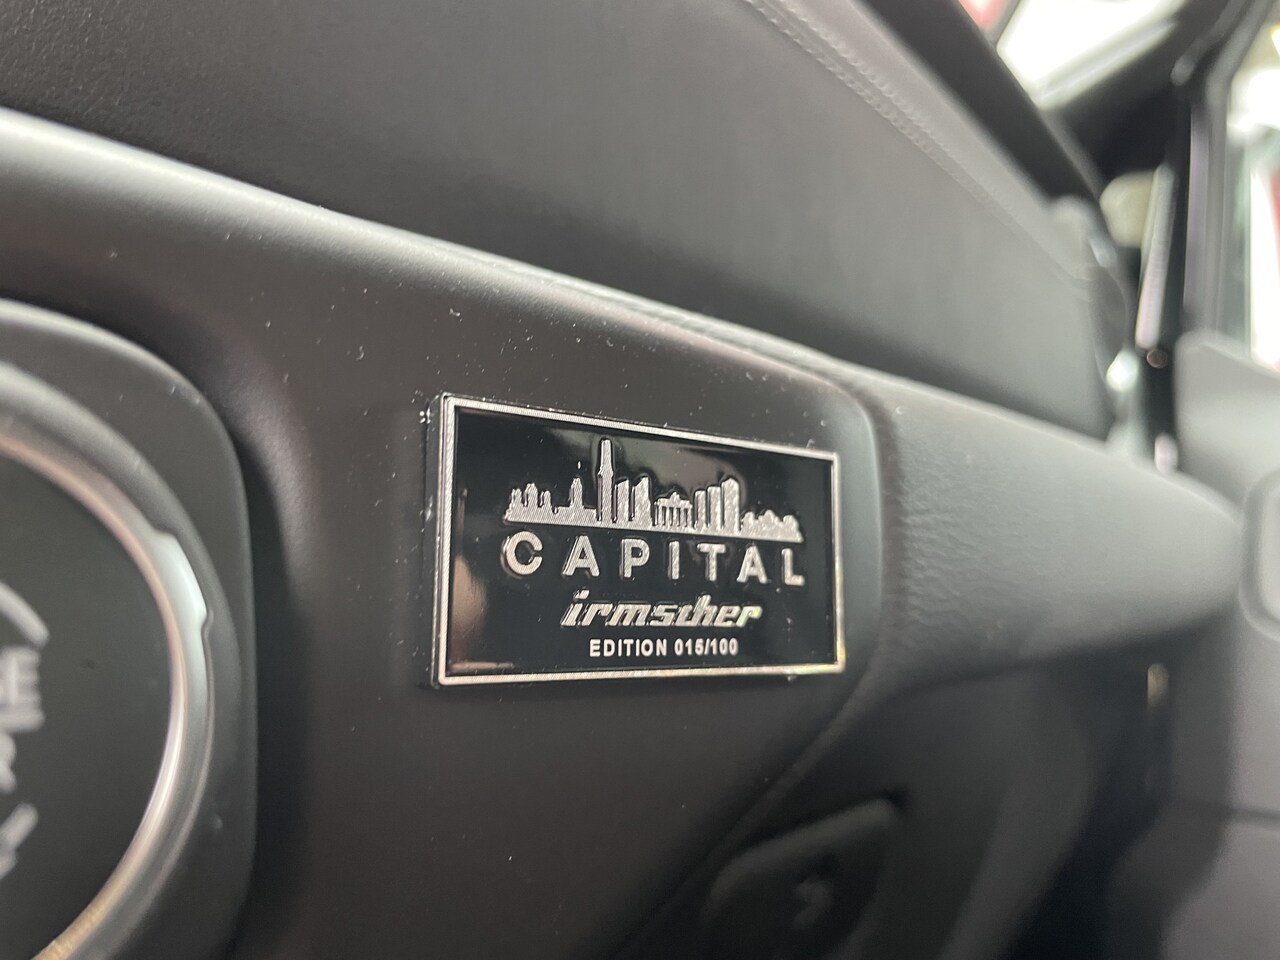 CAPITAL
irmscher
EDITION 015/100